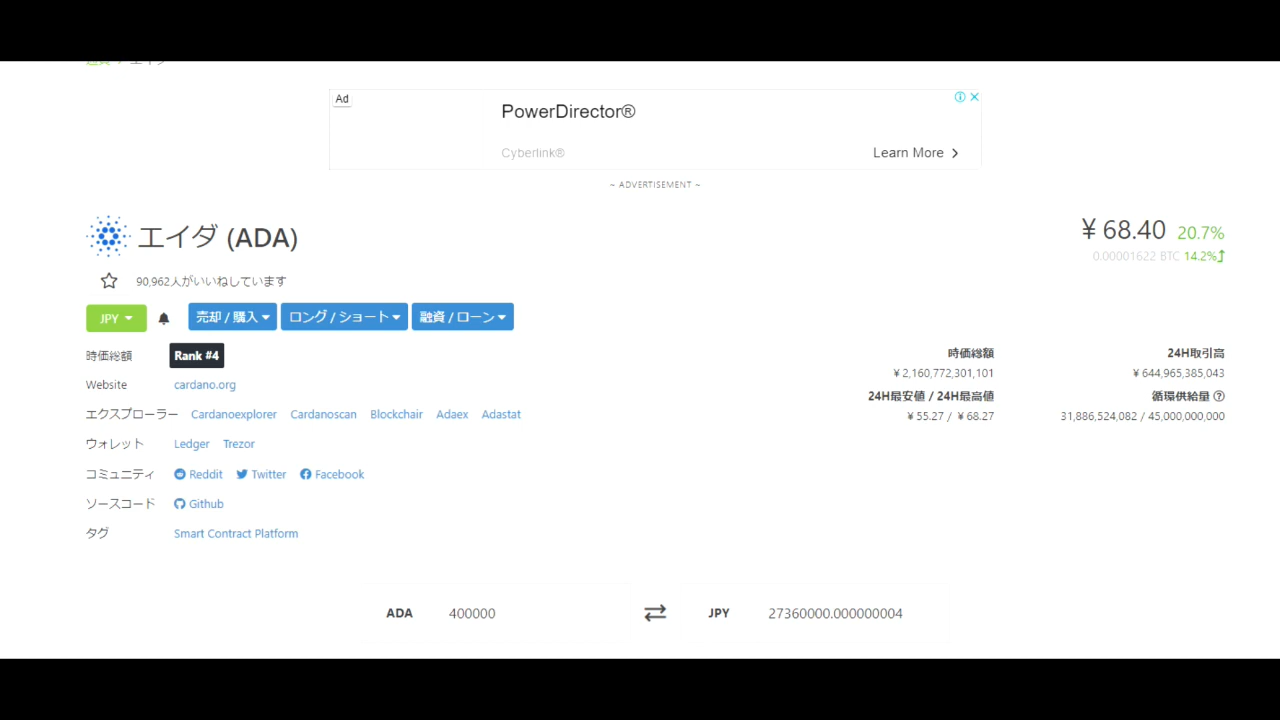 Ad
PowerDirector®
Cyberlink®
Learn More
~ ADVERTISEMENT ~
エイダ (ADA)
¥ 68.40 20.7%
0.00001622 BTC 14.2%
90,962人がいいねしています
JPY 売却 / 購入 ロング / ショート 融資 / ローン
時価総額 Rank #4
Website cardano.org
エクスプローラー Cardanoexplorer Cardanoscan Blockchair Adaex Adastat
ウォレット Ledger Trezor
コミュニティ Reddit Twitter Facebook
ソースコード Github
タグ Smart Contract Platform
時価総額 24H取引高
¥ 2,160,772,301,101 ¥ 644,965,385,043
24H最安値 / 24H最高値 循環供給量
¥ 55.27 / ¥ 68.27 31,886,524,082 / 45,000,000,000
ADA 400000 JPY 27360000.000000004